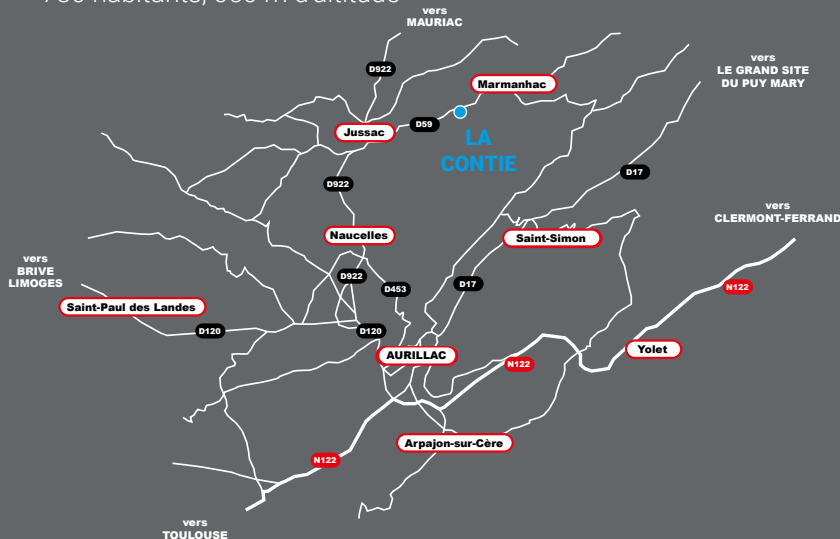 vers
MAURIAC
D922
Marmanhac
vers
LE GRAND SITE
DU PUY MARY
Jussac
D59
LA
CONTIE
D17
D922
vers
CLERMONT-FERRAND
Naucelles
Saint-Simon
vers
BRIVE
LIMOGES
D922
D453
D17
N122
Saint-Paul des Landes
D120
D120
AURILLAC
N122
Yolet
Arpajon-sur-Cère
N122
vers
TOULOUSE